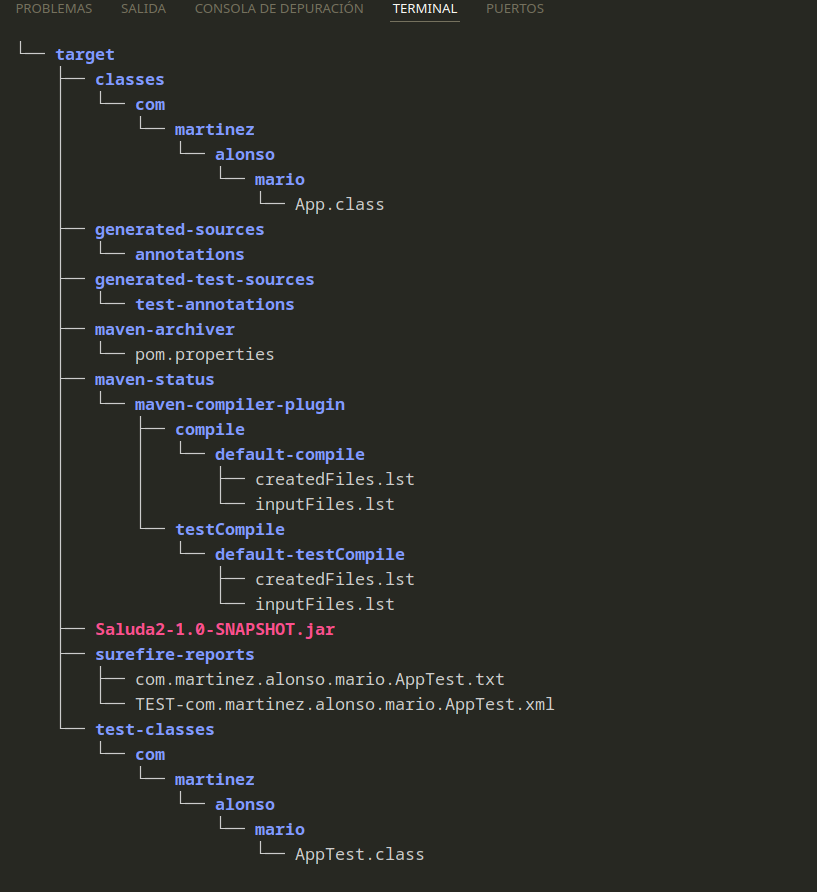 PROBLEMAS SALIDA CONSOLA DE DEPURACIÓN TERMINAL PUERTOS
└── target
    ├── classes
    │   └── com
    │       └── martinez
    │           └── alonso
    │               └── mario
    │                   └── App.class
    ├── generated-sources
    │   └── annotations
    ├── generated-test-sources
    │   └── test-annotations
    ├── maven-archiver
    │   └── pom.properties
    ├── maven-status
    │   └── maven-compiler-plugin
    │       ├── compile
    │       │   └── default-compile
    │       │       ├── createdFiles.lst
    │       │       └── inputFiles.lst
    │       └── testCompile
    │           └── default-testCompile
    │               ├── createdFiles.lst
    │               └── inputFiles.lst
    ├── Saluda2-1.0-SNAPSHOT.jar
    ├── surefire-reports
    │   ├── com.martinez.alonso.mario.AppTest.txt
    │   └── TEST-com.martinez.alonso.mario.AppTest.xml
    └── test-classes
        └── com
            └── martinez
                └── alonso
                    └── mario
                        └── AppTest.class